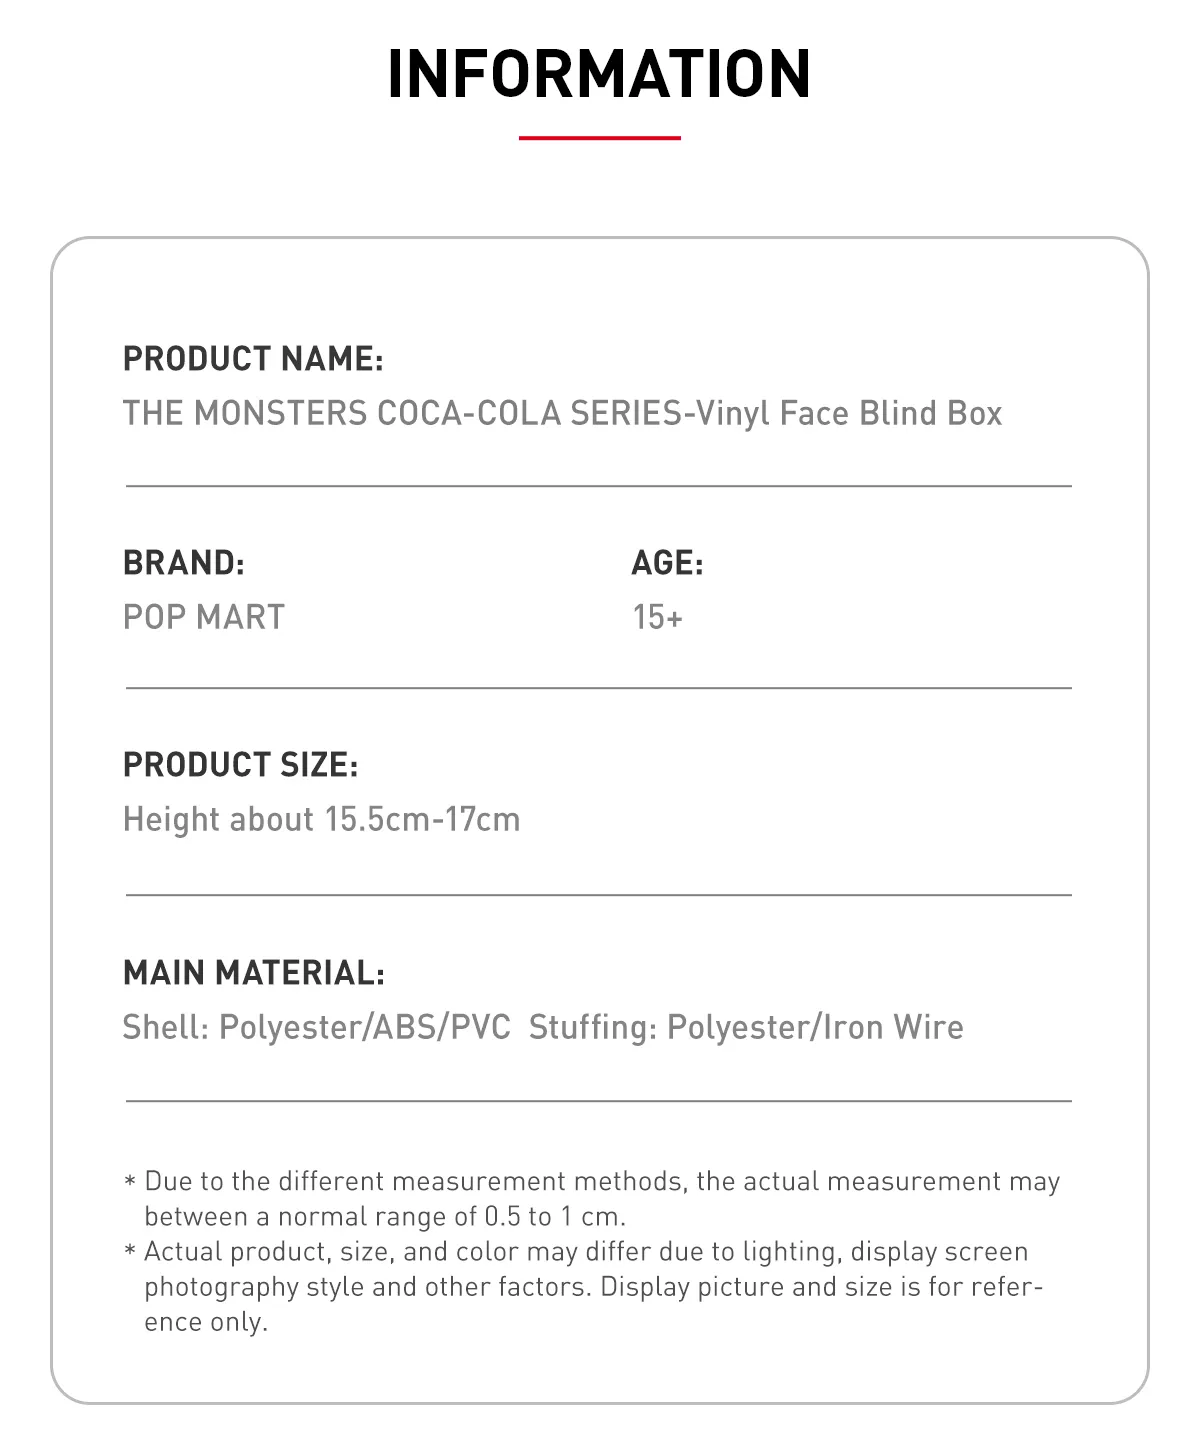 INFORMATION
PRODUCT NAME:
THE MONSTERS COCA-COLA SERIES-Vinyl Face Blind Box
BRAND:
POP MART
AGE:
15+
PRODUCT SIZE:
Height about 15.5cm-17cm
MAIN MATERIAL:
Shell: Polyester/ABS/PVC  Stuffing: Polyester/Iron Wire
* Due to the different measurement methods, the actual measurement may
between a normal range of 0.5 to 1 cm.
* Actual product, size, and color may differ due to lighting, display screen
photography style and other factors. Display picture and size is for refer-
ence only.